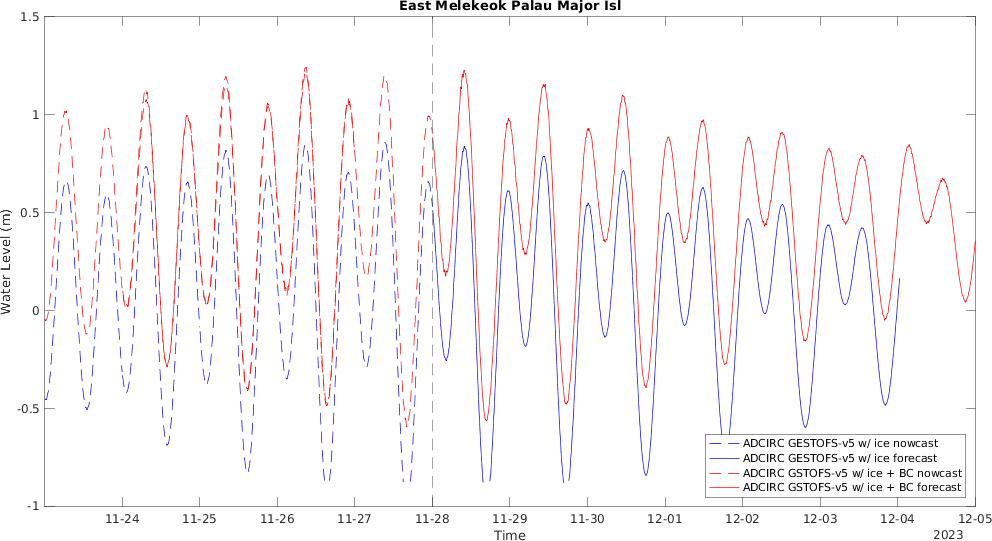 East Melekeok Palau Major Isl
1.5
1
0.5
0
-0.5
-1
Water Level (m)
ADCIRC GESTOFS-v5 w/ ice nowcast
ADCIRC GESTOFS-v5 w/ ice forecast
ADCIRC GSTOFS-v5 w/ ice + BC nowcast
ADCIRC GSTOFS-v5 w/ ice + BC forecast
11-24 11-25 11-26 11-27 11-28 11-29 11-30 12-01 12-02 12-03 12-04 12-05
Time
2023